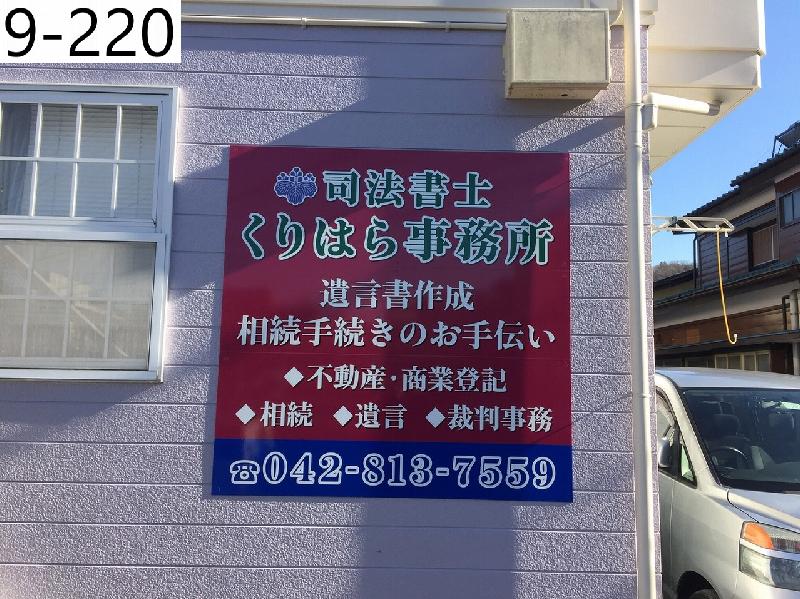 9-220
司法書士
くりはら事務所
遺言書作成
相続手続きのお手伝い
◆不動産・商業登記
◆相続 ◆遺言 ◆裁判事務
☎042-813-7559